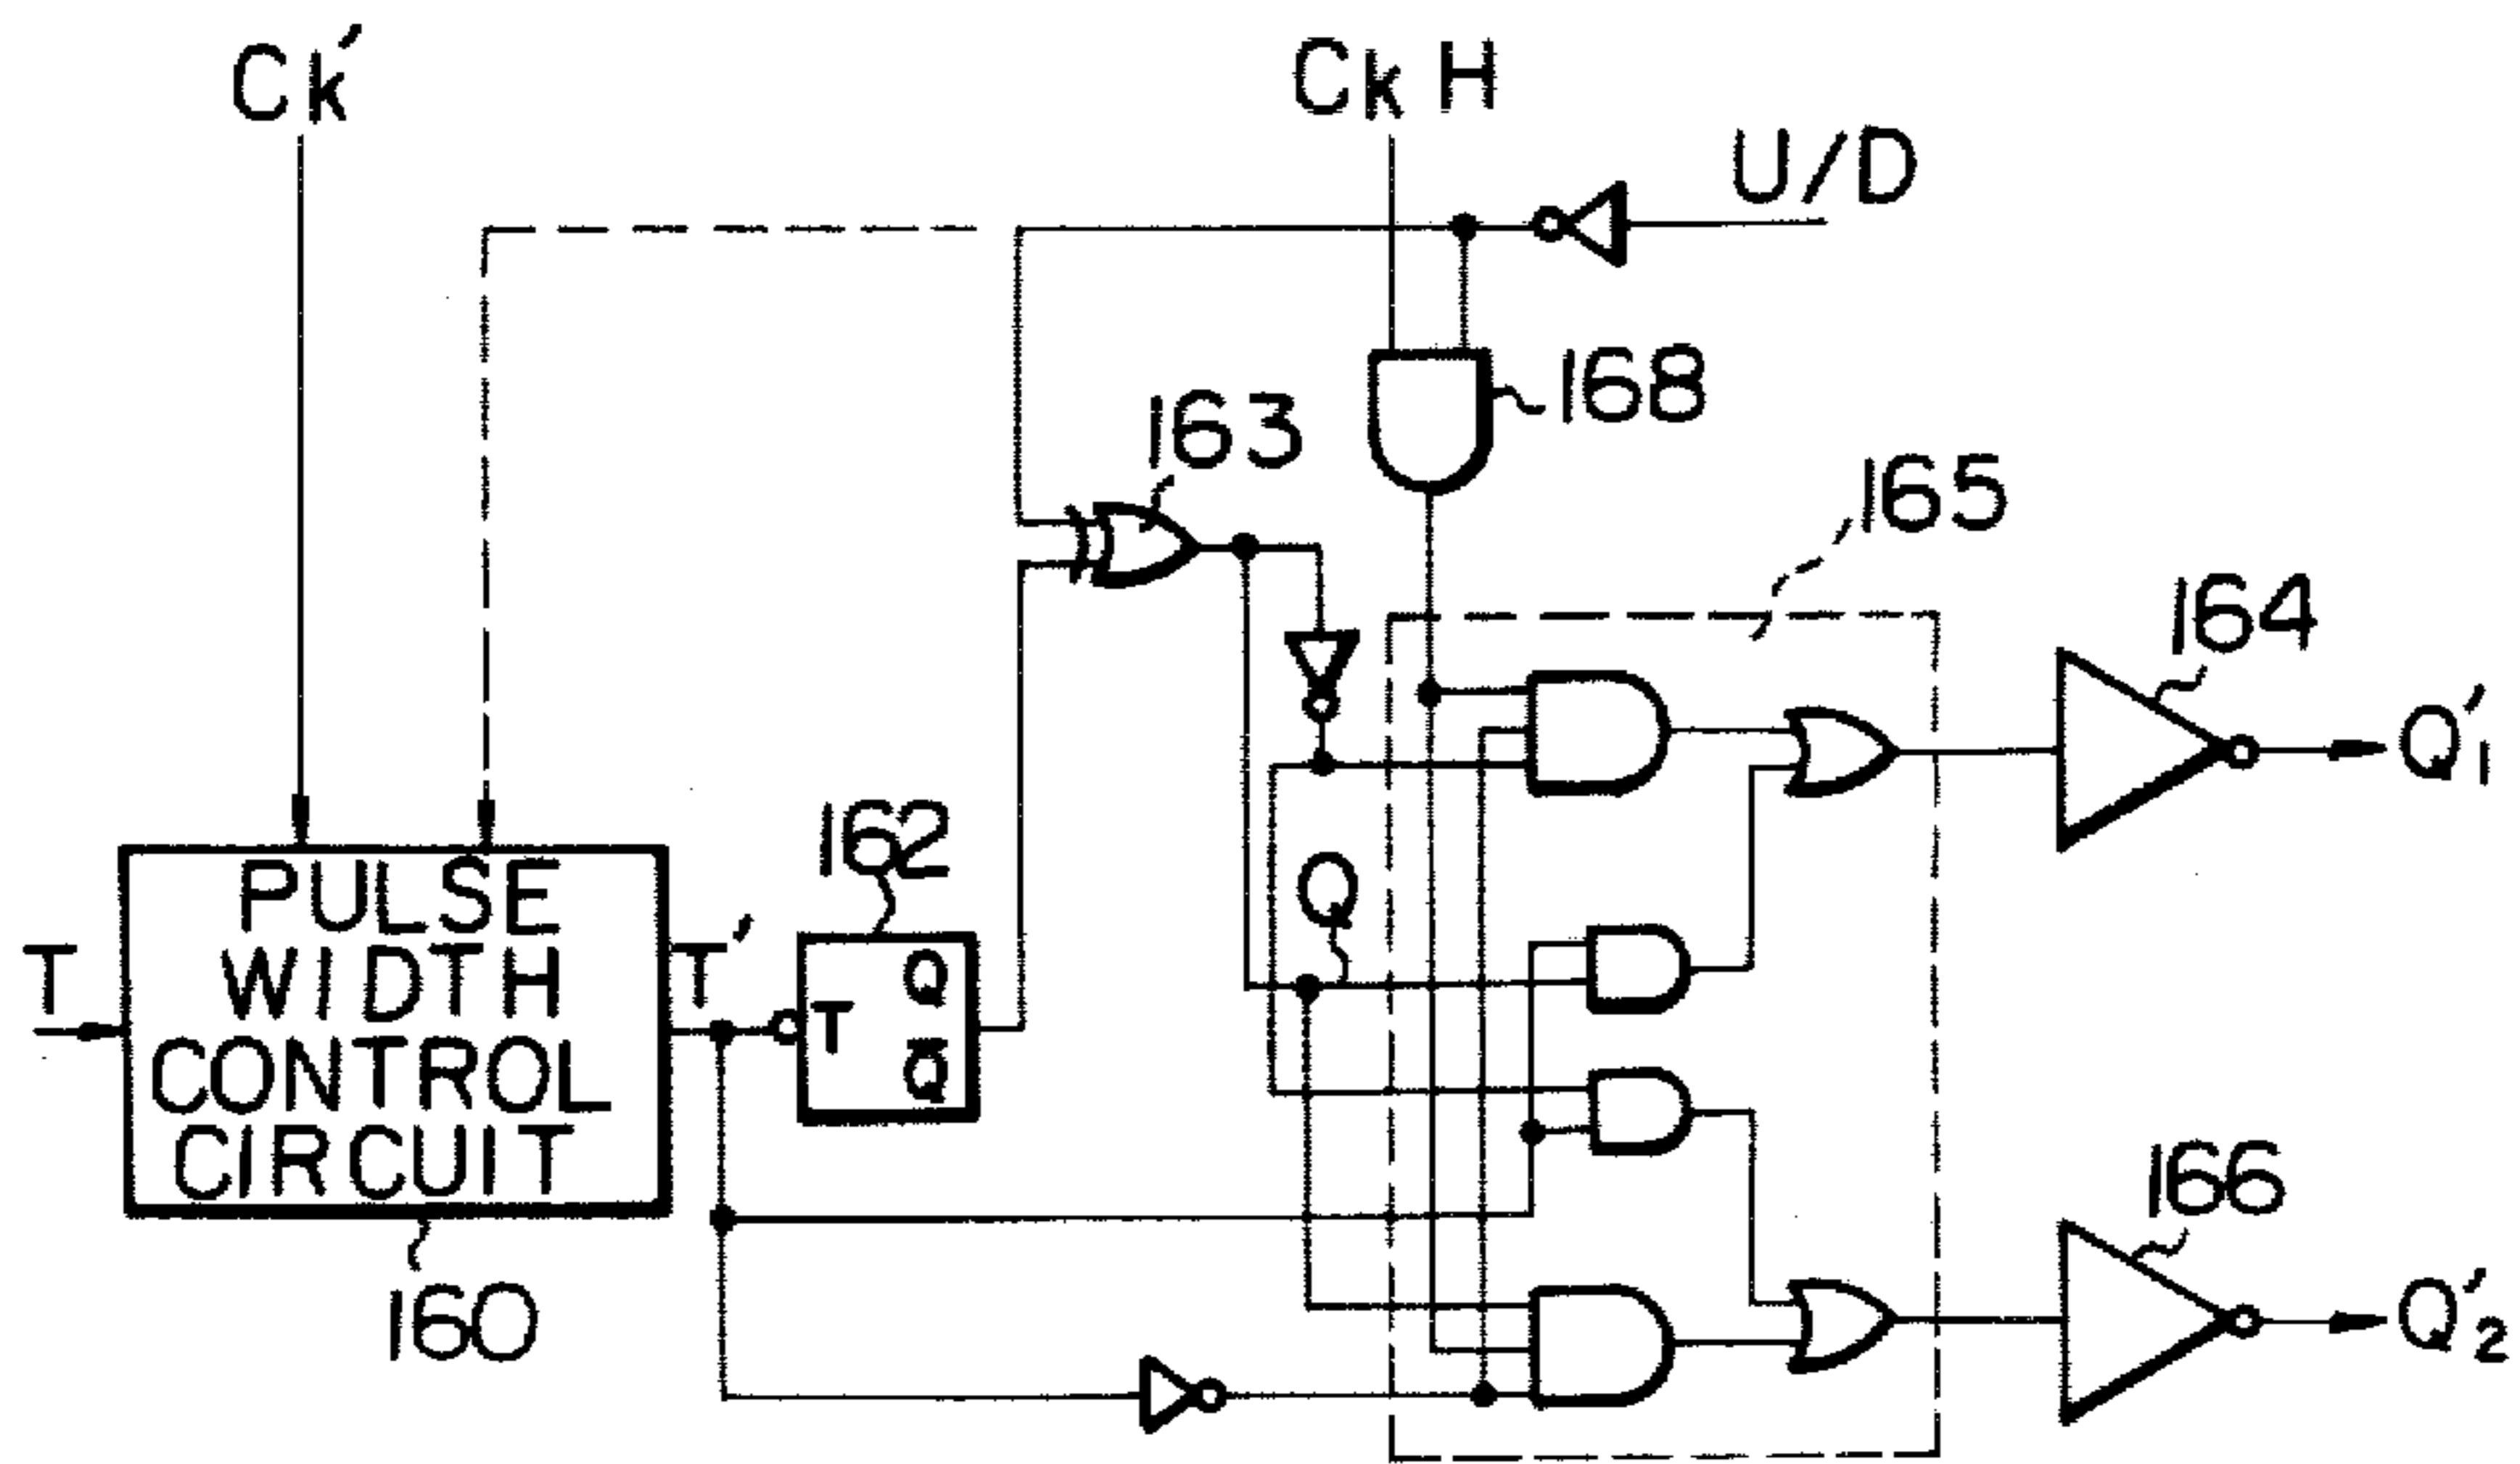 Ck'
Ck H
U/D
168
163
165
164
Q'1
162
Q
PULSE
WIDTH
CONTROL
CIRCUIT
T
T'
T
Q
Q̅
160
166
Q'2